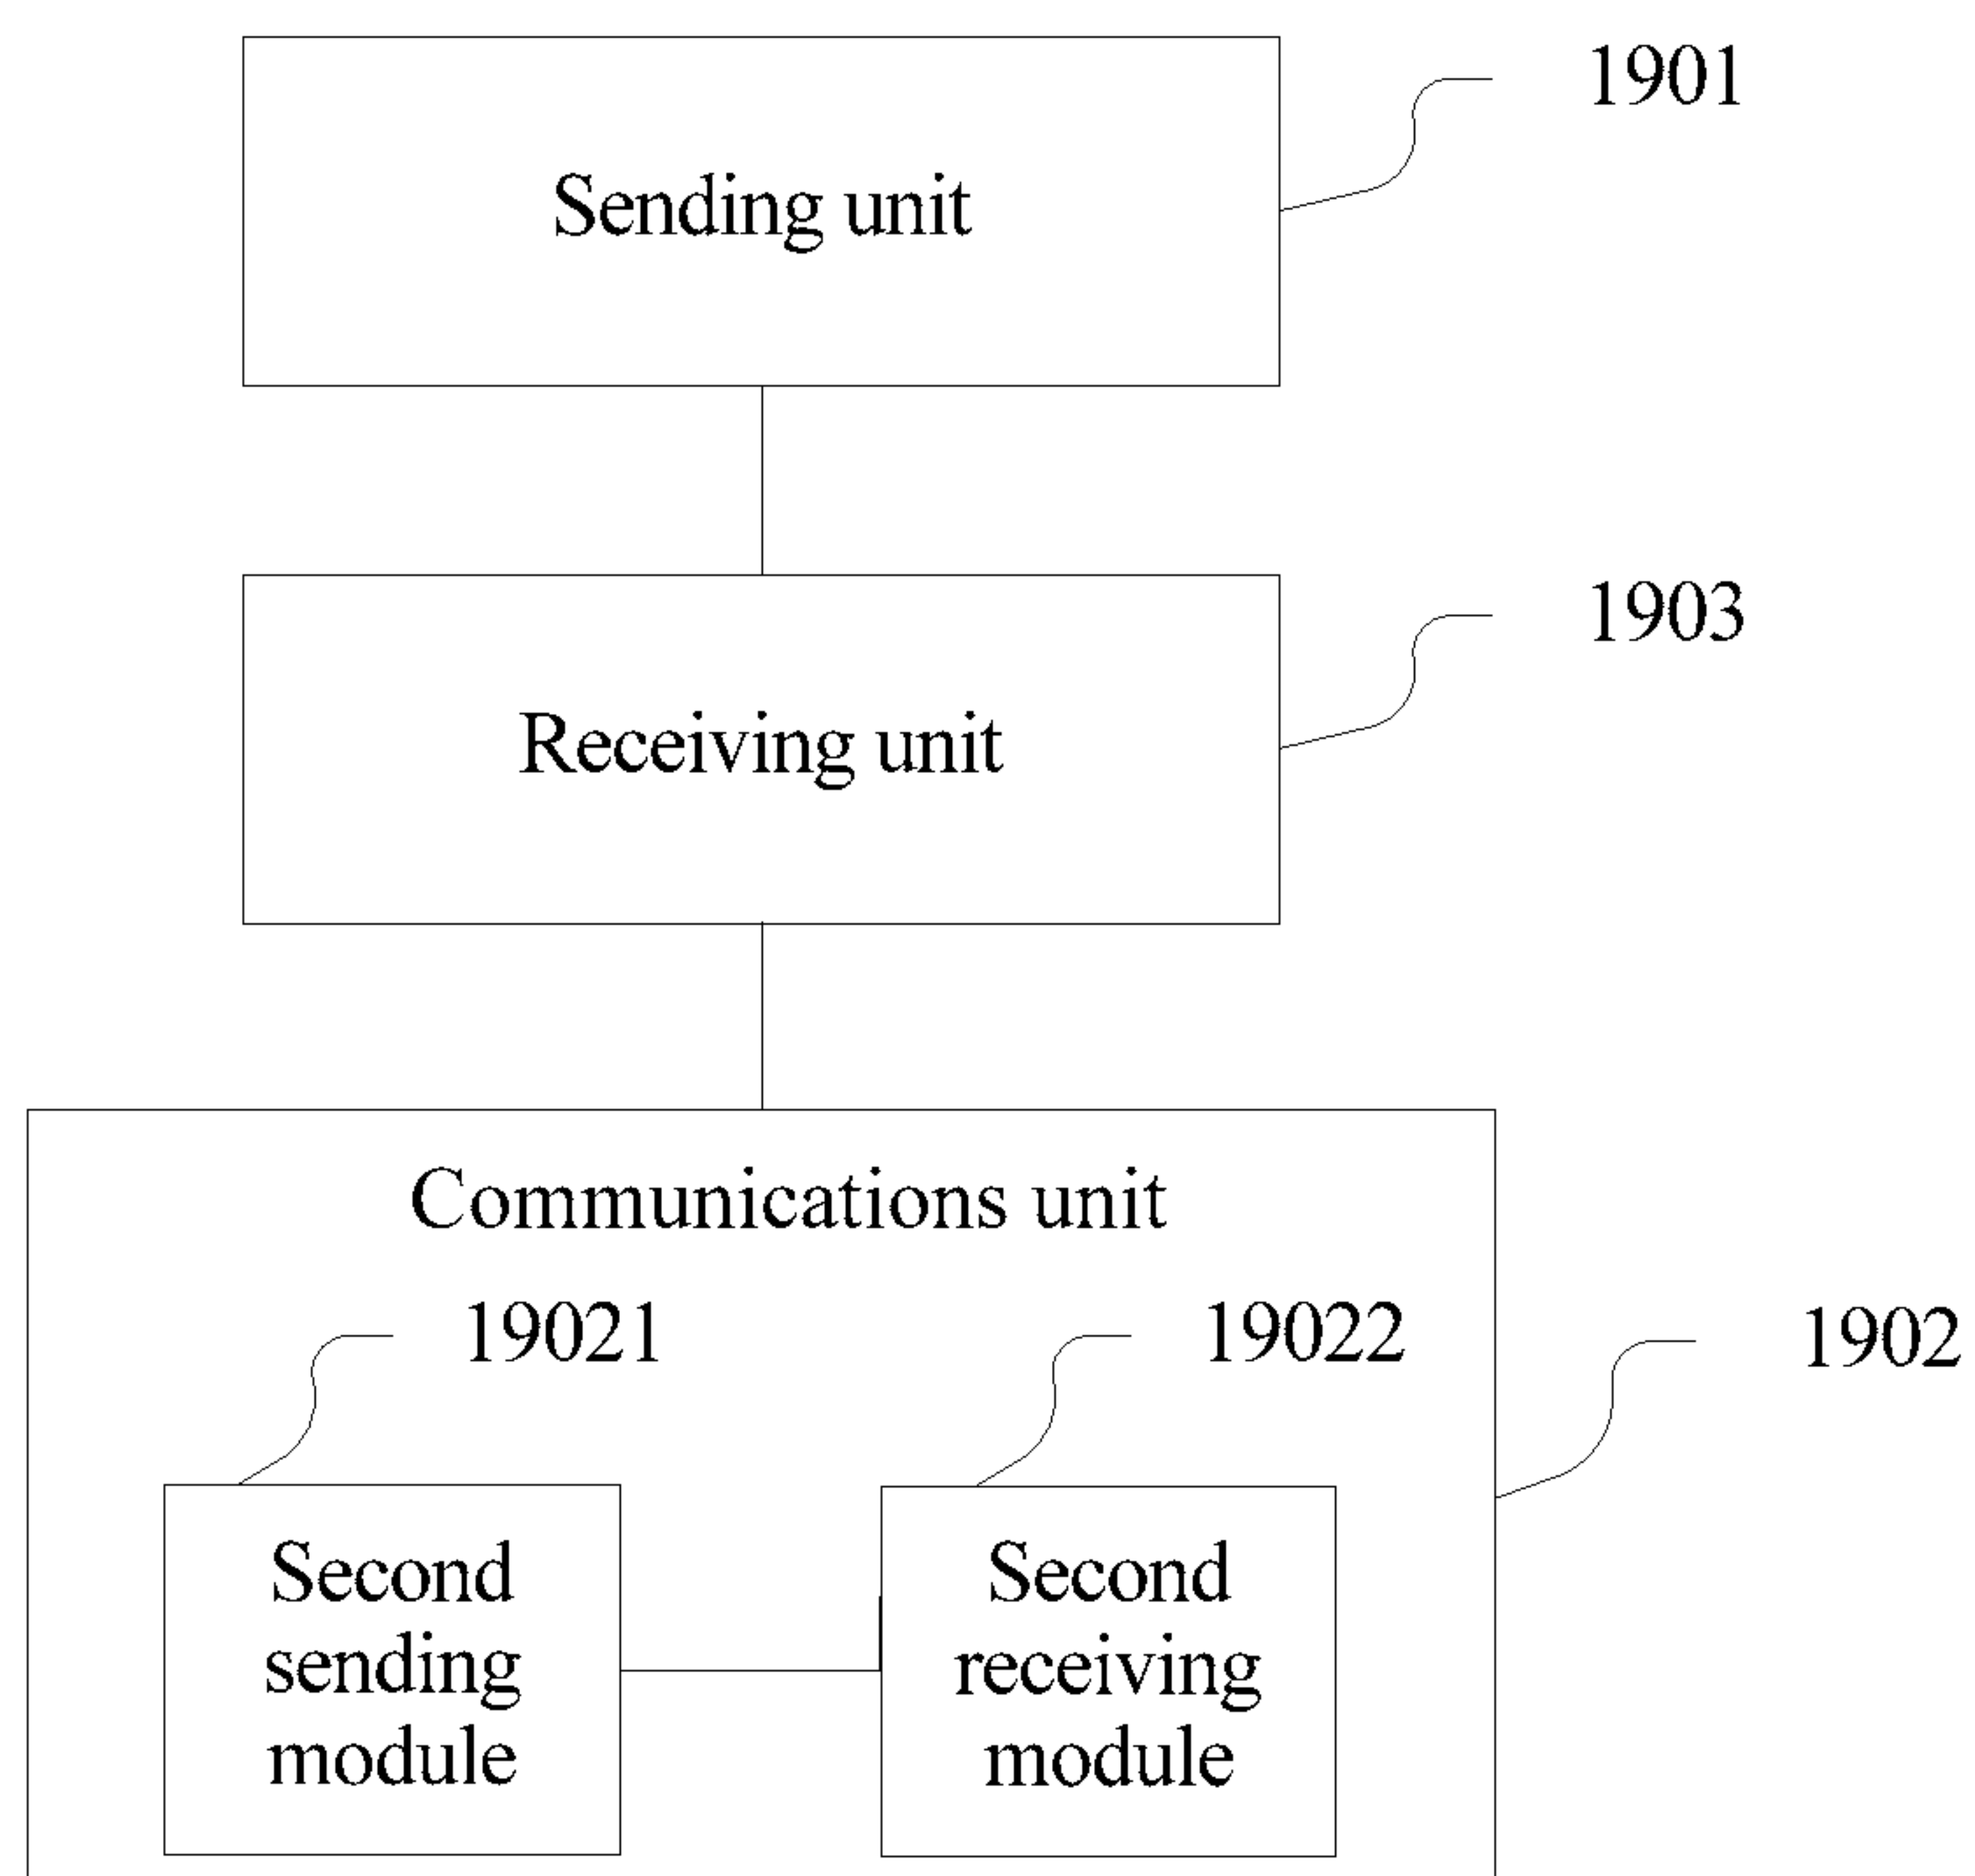 1901
Sending unit
1903
Receiving unit
Communications unit
19021
19022
1902
Second
sending
module
Second
receiving
module